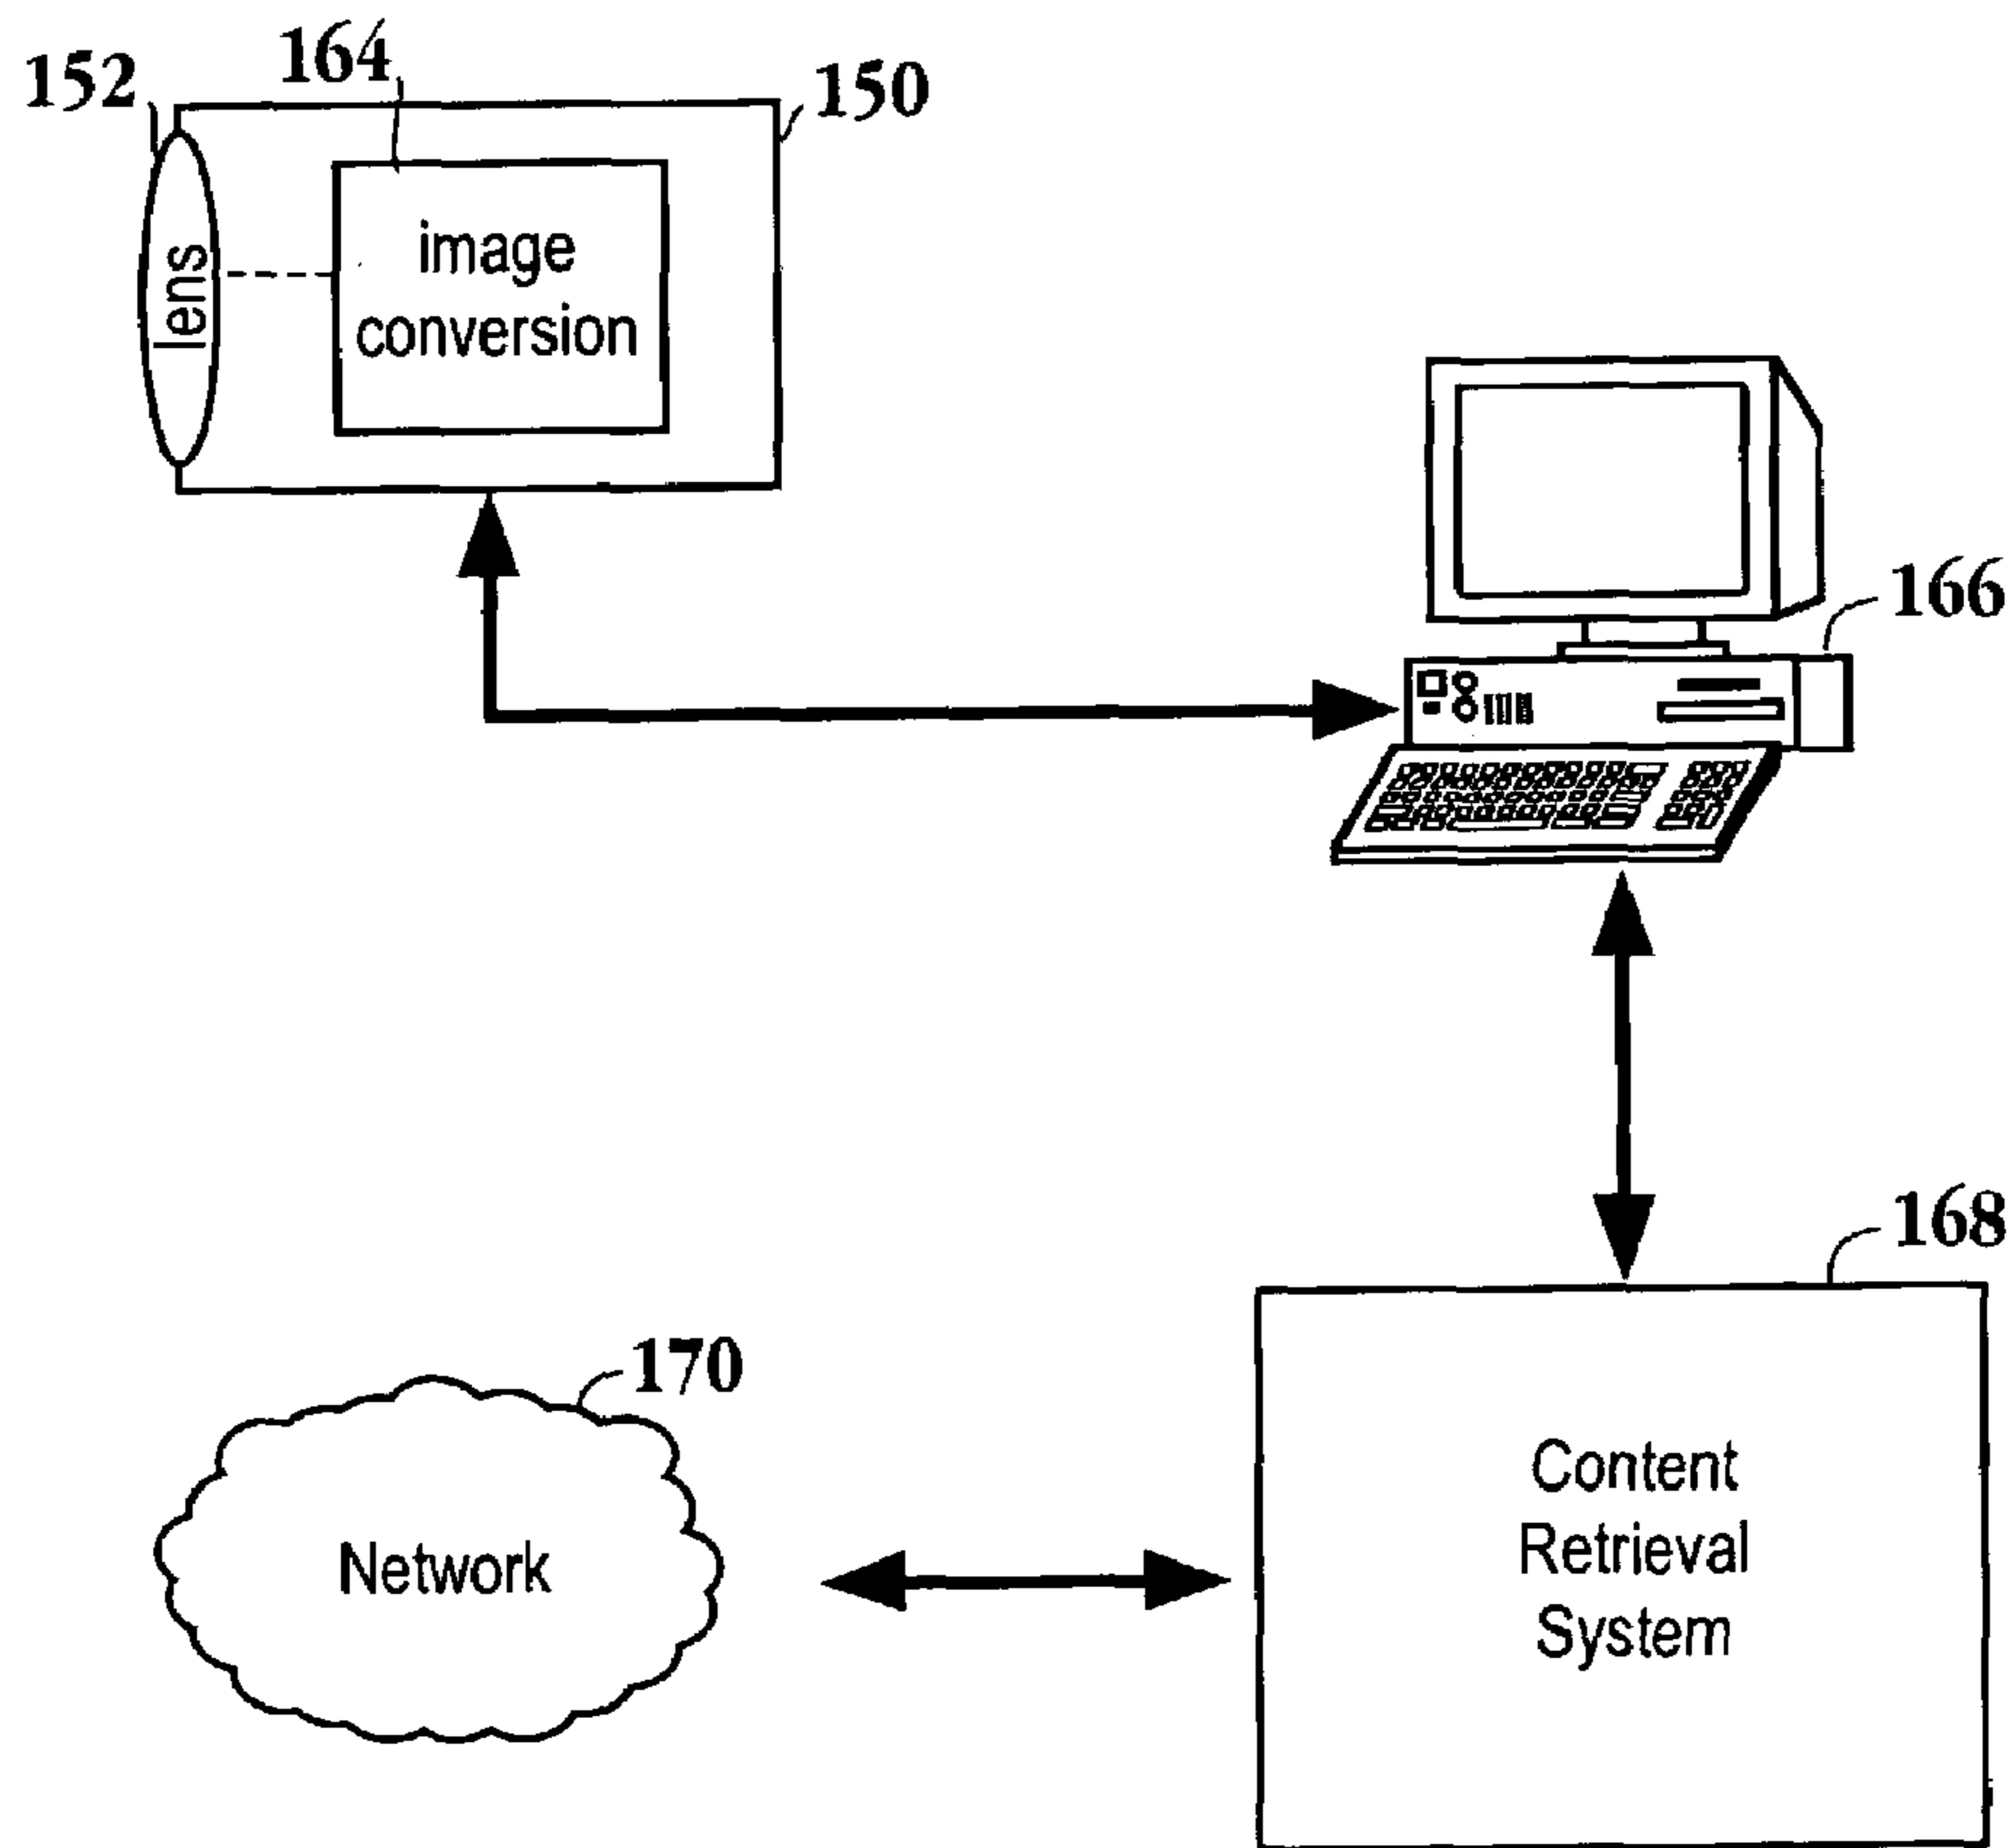 164
152
150
lens
image
conversion
166
168
170
Network
Content
Retrieval
System